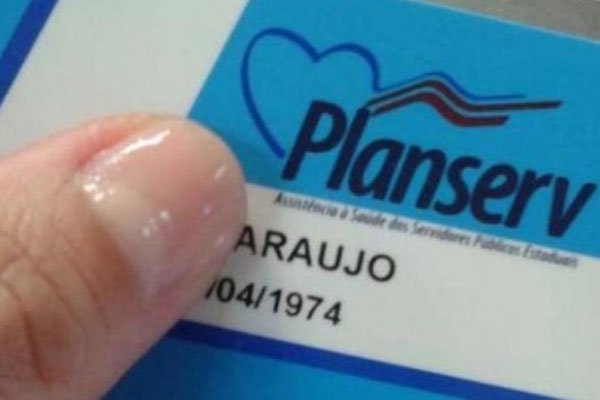 Planserv
Assistência à Saúde dos Servidores Públicos Estaduais
ARAUJO
/04/1974